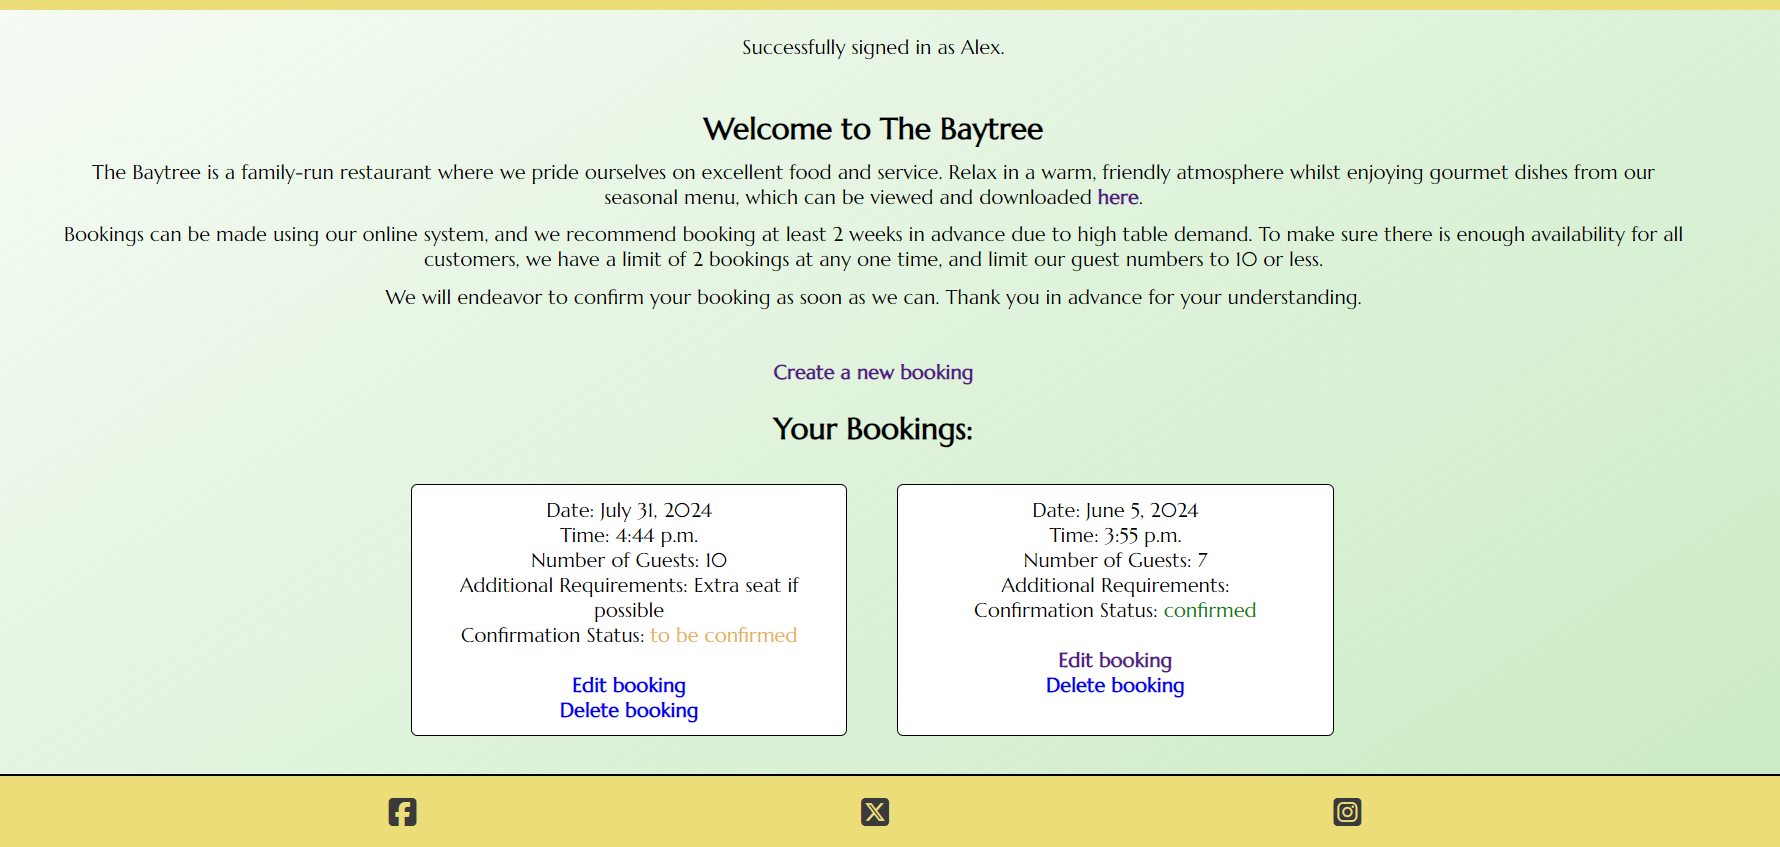 Successfully signed in as Alex.
Welcome to The Baytree
The Baytree is a family-run restaurant where we pride ourselves on excellent food and service. Relax in a warm, friendly atmosphere whilst enjoying gourmet dishes from our
seasonal menu, which can be viewed and downloaded here.
Bookings can be made using our online system, and we recommend booking at least 2 weeks in advance due to high table demand. To make sure there is enough availability for all
customers, we have a limit of 2 bookings at any one time, and limit our guest numbers to 10 or less.
We will endeavor to confirm your booking as soon as we can. Thank you in advance for your understanding.
Create a new booking
Your Bookings:
Date: July 31, 2024
Time: 4:44 p.m.
Number of Guests: 10
Additional Requirements: Extra seat if
possible
Confirmation Status: to be confirmed
Edit booking
Delete booking
Date: June 5, 2024
Time: 3:55 p.m.
Number of Guests: 7
Additional Requirements:
Confirmation Status: confirmed
Edit booking
Delete booking